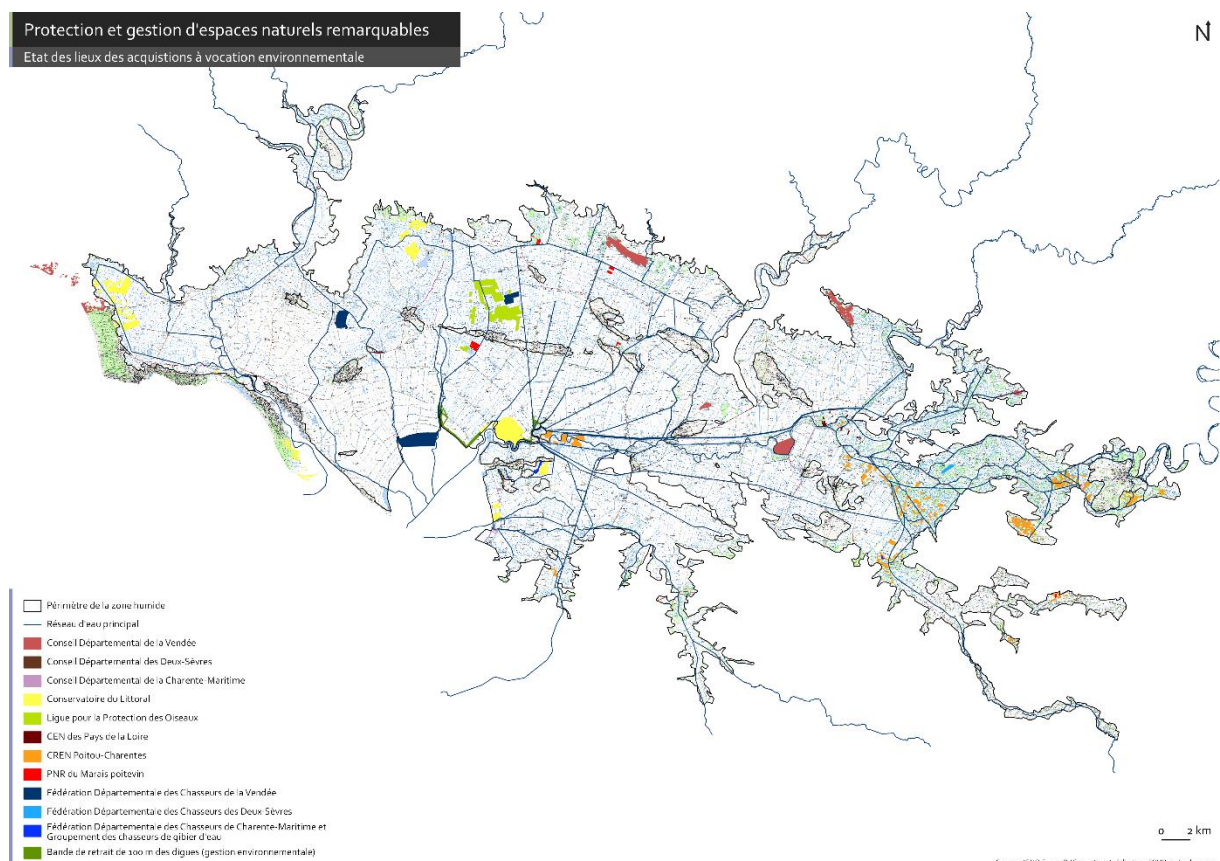 Protection et gestion d'espaces naturels remarquables
Etat des lieux des acquistions à vocation environnementale
N
Périmètre de la zone humide
Réseau d'eau principal
Conseil Départemental de la Vendée
Conseil Départemental des Deux-Sèvres
Conseil Départemental de la Charente-Maritime
Conservatoire du Littoral
Ligue pour la Protection des Oiseaux
CEN des Pays de la Loire
CREN Poitou-Charentes
PNR du Marais poitevin
Fédération Départementale des Chasseurs de la Vendée
Fédération Départementale des Chasseurs des Deux-Sèvres
Fédération Départementale des Chasseurs de Charente-Maritime et
Groupement des chasseurs de gibier d'eau
Bande de retrait de 100 m des digues (gestion environnementale)
0 2 km